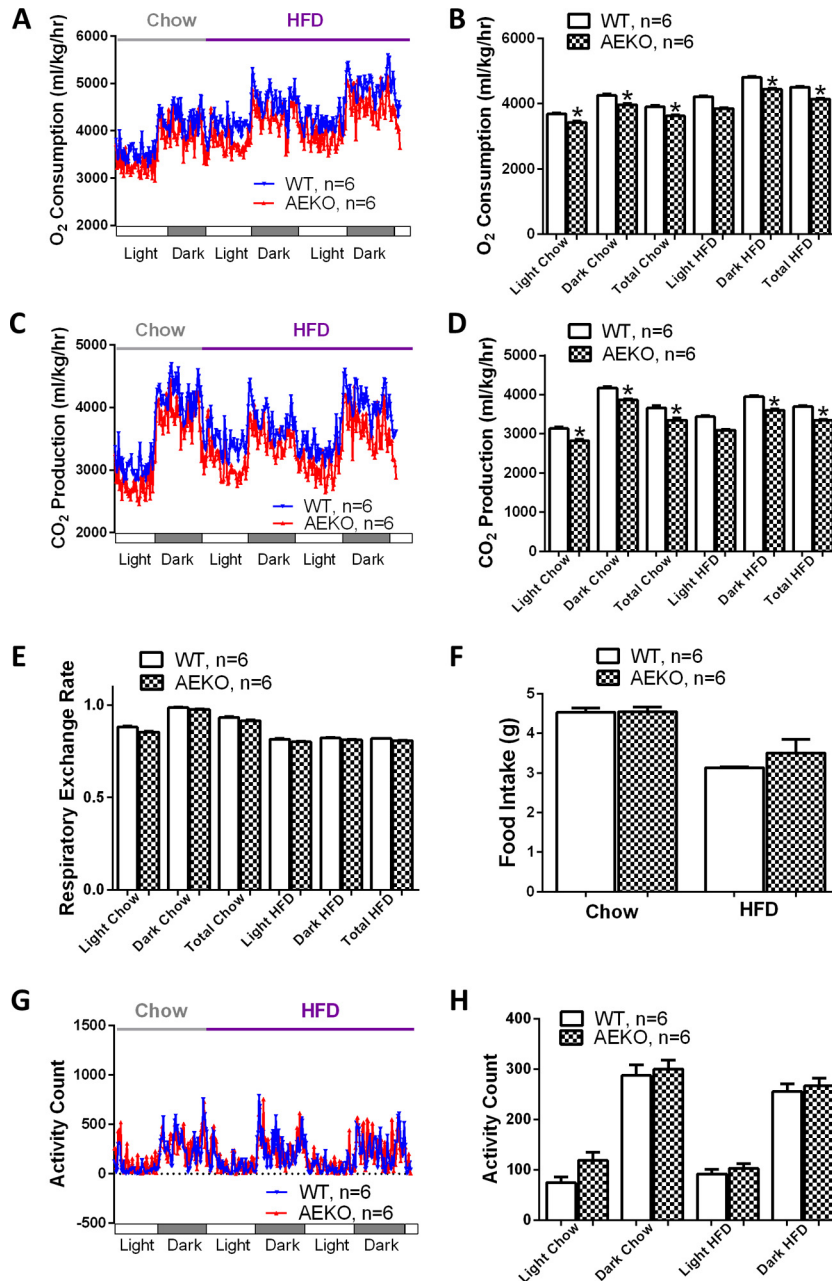 A
Chow HFD
O2 Consumption (ml/kg/hr)
6000
5000
4000
3000
2000
WT, n=6
AEKO, n=6
Light Dark Light Dark Light Dark
B
WT, n=6
AEKO, n=6
O2 Consumption (ml/kg/hr)
6000
4000
2000
0
* * * * *
Light Chow
Dark Chow
Total Chow
Light HFD
Dark HFD
Total HFD
C
Chow HFD
CO2 Production (ml/kg/hr)
5000
4000
3000
2000
WT, n=6
AEKO, n=6
Light Dark Light Dark Light Dark
D
WT, n=6
AEKO, n=6
CO2 Production (ml/kg/hr)
5000
4000
3000
2000
1000
0
* * * * *
Light Chow
Dark Chow
Total Chow
Light HFD
Dark HFD
Total HFD
E
WT, n=6
AEKO, n=6
Respiratory Exchange Rate
1.0
0.5
0.0
Light Chow
Dark Chow
Total Chow
Light HFD
Dark HFD
Total HFD
F
WT, n=6
AEKO, n=6
Food Intake (g)
5
4
3
2
1
0
Chow HFD
G
Chow HFD
Activity Count
1500
1000
500
0
-500
WT, n=6
AEKO, n=6
Light Dark Light Dark Light Dark
H
WT, n=6
AEKO, n=6
Activity Count
400
300
200
100
0
Light Chow
Dark Chow
Light HFD
Dark HFD